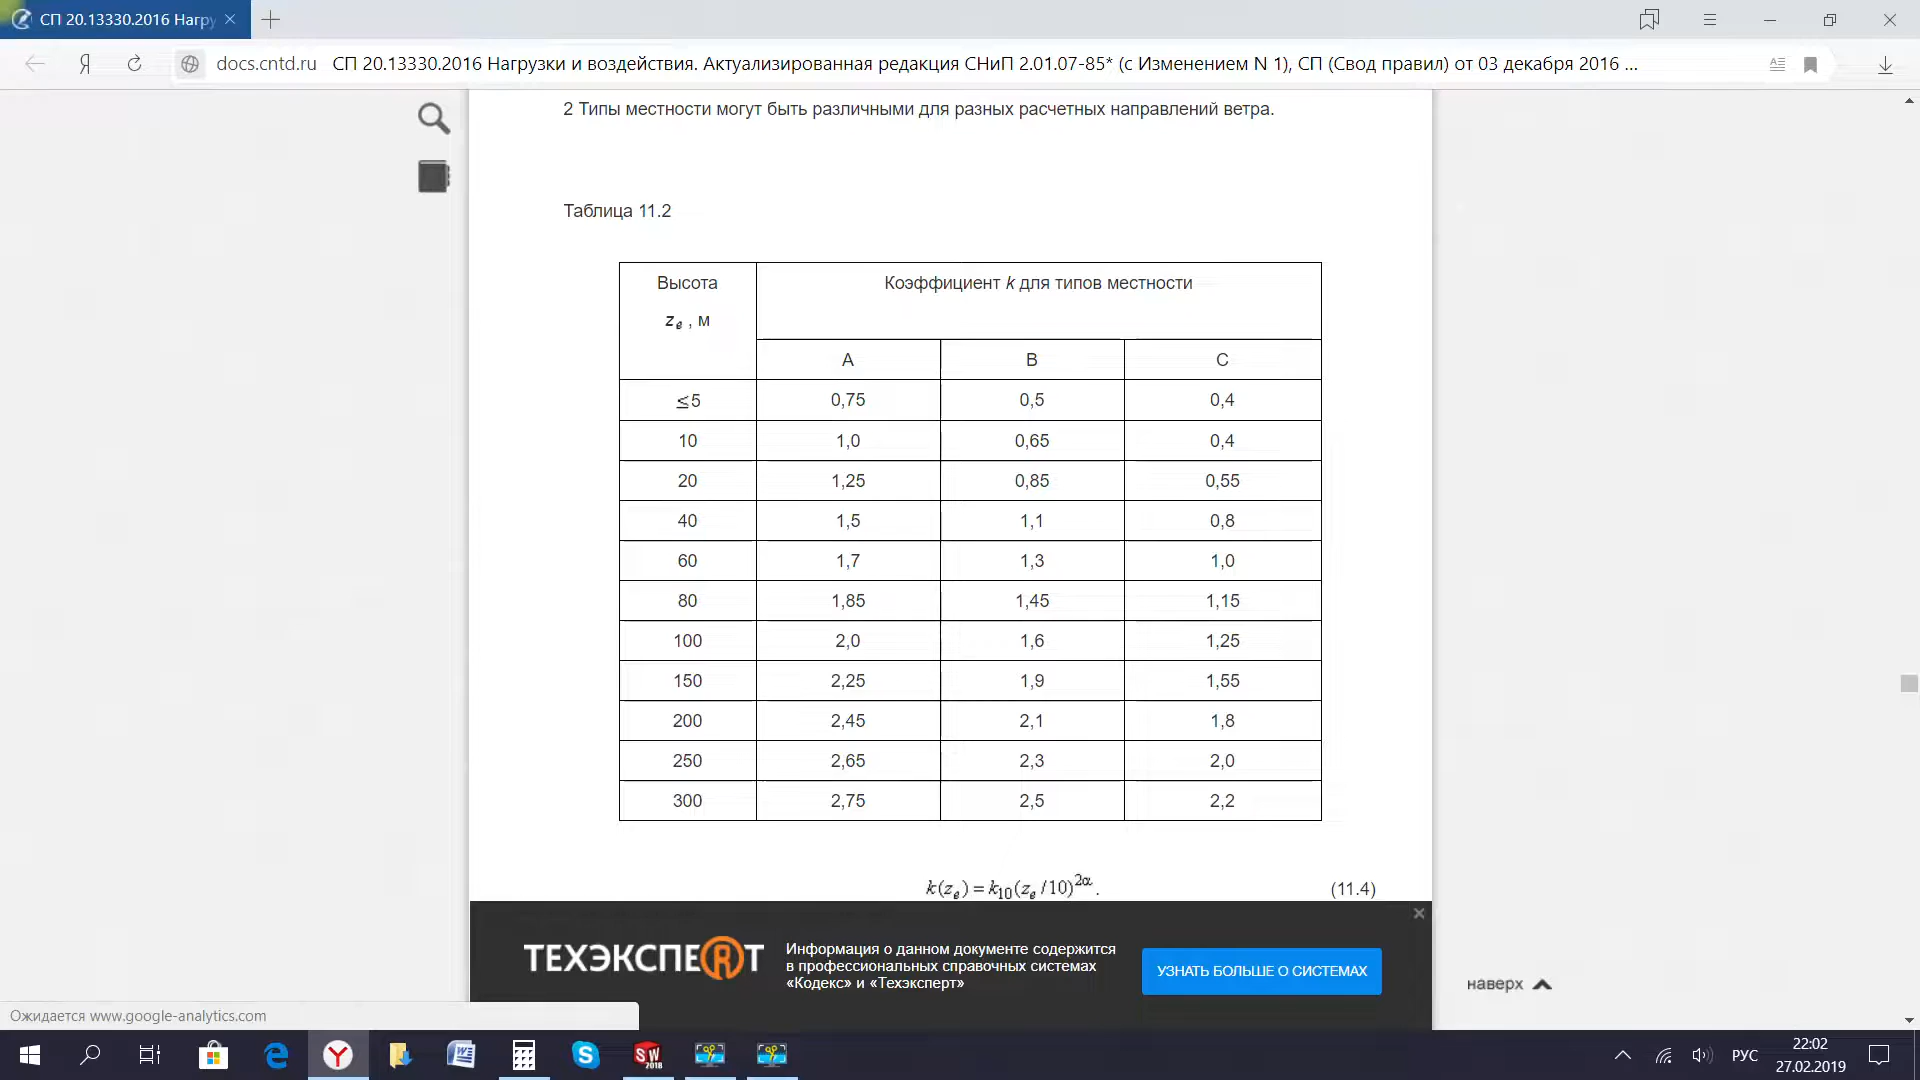 СП 20.13330.2016 Нагру
docs.cntd.ru СП 20.13330.2016 Нагрузки и воздействия. Актуализированная редакция СНиП 2.01.07-85* (с Изменением N 1), СП (Свод правил) от 03 декабря 2016 ...
2 Типы местности могут быть различными для разных расчетных направлений ветра.
Таблица 11.2
Высота
zₑ , м
Коэффициент k для типов местности
А В С
≤5 0,75 0,5 0,4
10 1,0 0,65 0,4
20 1,25 0,85 0,55
40 1,5 1,1 0,8
60 1,7 1,3 1,0
80 1,85 1,45 1,15
100 2,0 1,6 1,25
150 2,25 1,9 1,55
200 2,45 2,1 1,8
250 2,65 2,3 2,0
300 2,75 2,5 2,2
k(zₑ) = k₁₀(zₑ/10)²ᵅ. (11.4)
ТЕХЭКСПЕRТ
Информация о данном документе содержится
в профессиональных справочных системах
«Кодекс» и «Техэксперт»
УЗНАТЬ БОЛЬШЕ О СИСТЕМАХ
наверх
Ожидается www.google-analytics.com
РУС
22:02
27.02.2019